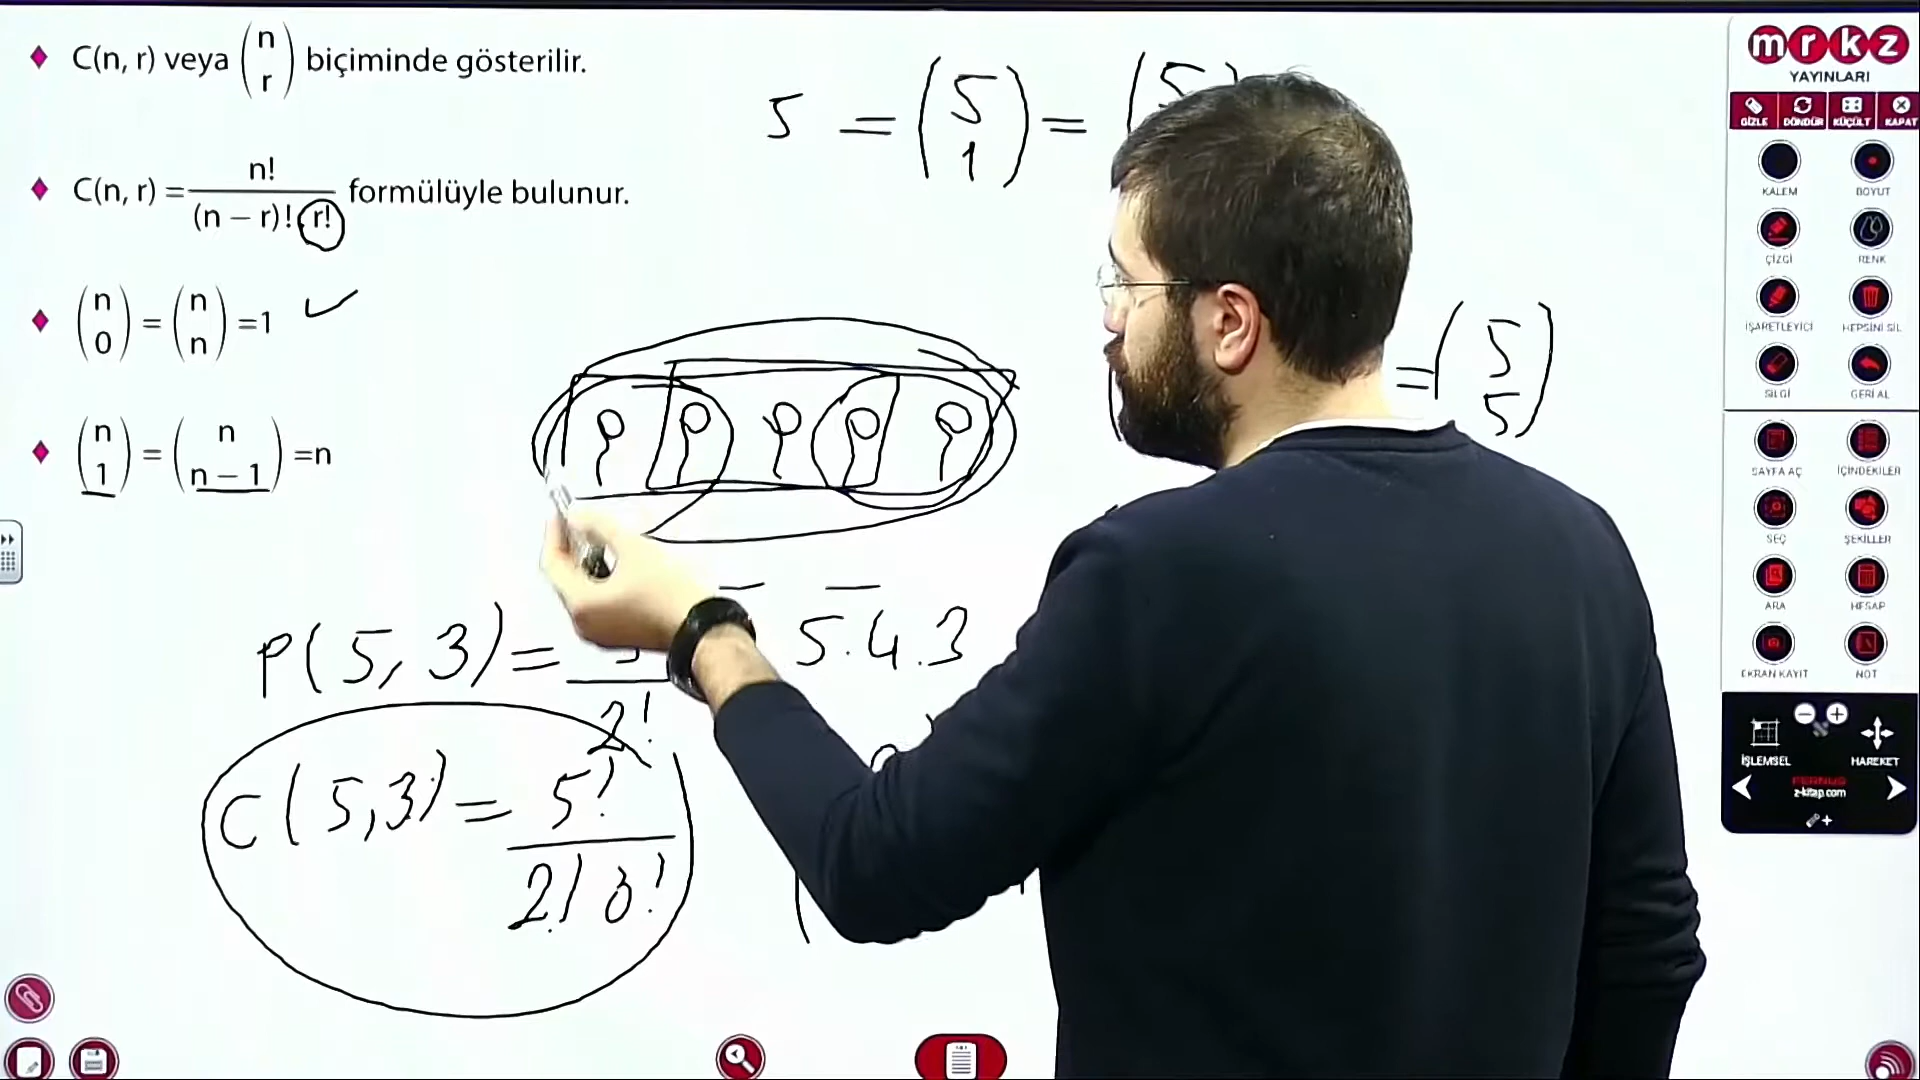 C(n, r) veya (n r) biçiminde gösterilir.
C(n, r) = n! / (n – r)! . r! formülüyle bulunur.
(n 0) = (n n) =1 ✓
(n 1) = (n n – 1) =n
5 = (5 1) = (5
= (5 5)
P(5, 3) =
2!
5.4.3
C(5,3) = 5! / 2! 3!
mrkz
YAYINLARI
GİZLE DÖNDÜR KÜÇÜLT KAPAT
KALEM BOYUT
ÇİZGİ RENK
İŞARETLEYİCİ HEPSİNİ SİL
SİLGİ GERİ AL
SAYFA AÇ İÇİNDEKİLER
SEÇ ŞEKİLLER
ARA HESAP
EKRAN KAYIT NOT
İŞLEMSEL HAREKET
FERNUS
z-kitap.com